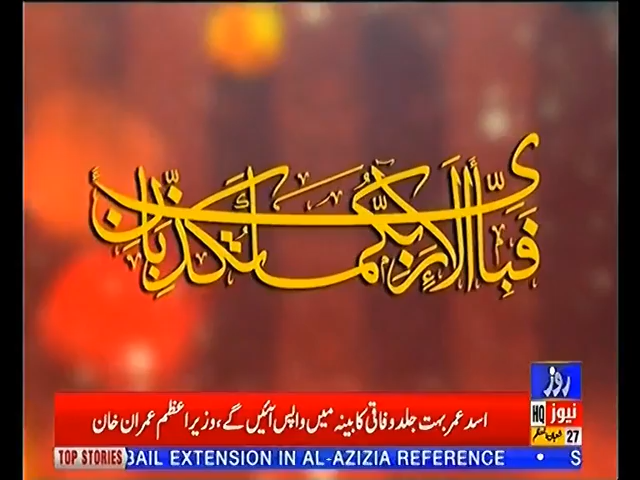 فَبِأَيِّ آلَاءِ رَبِّكُمَا تُكَذِّبَانِ
روز
HQ نیوز
27
اسد عمر بہت جلد وفاقی کابینہ میں واپس آئیں گے، وزیراعظم عمران خان
TOP STORIES BAIL EXTENSION IN AL-AZIZIA REFERENCE • S